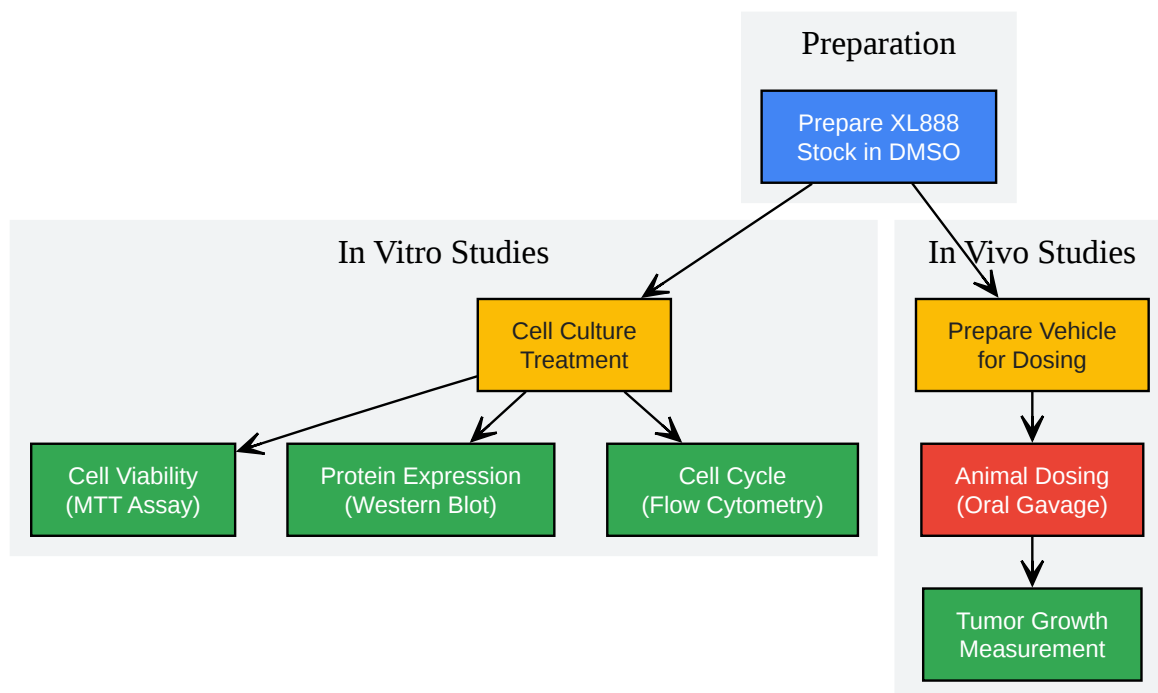 Preparation
Prepare XL888
Stock in DMSO
In Vitro Studies
Cell Culture
Treatment
Cell Viability
(MTT Assay)
Protein Expression
(Western Blot)
Cell Cycle
(Flow Cytometry)
In Vivo Studies
Prepare Vehicle
for Dosing
Animal Dosing
(Oral Gavage)
Tumor Growth
Measurement